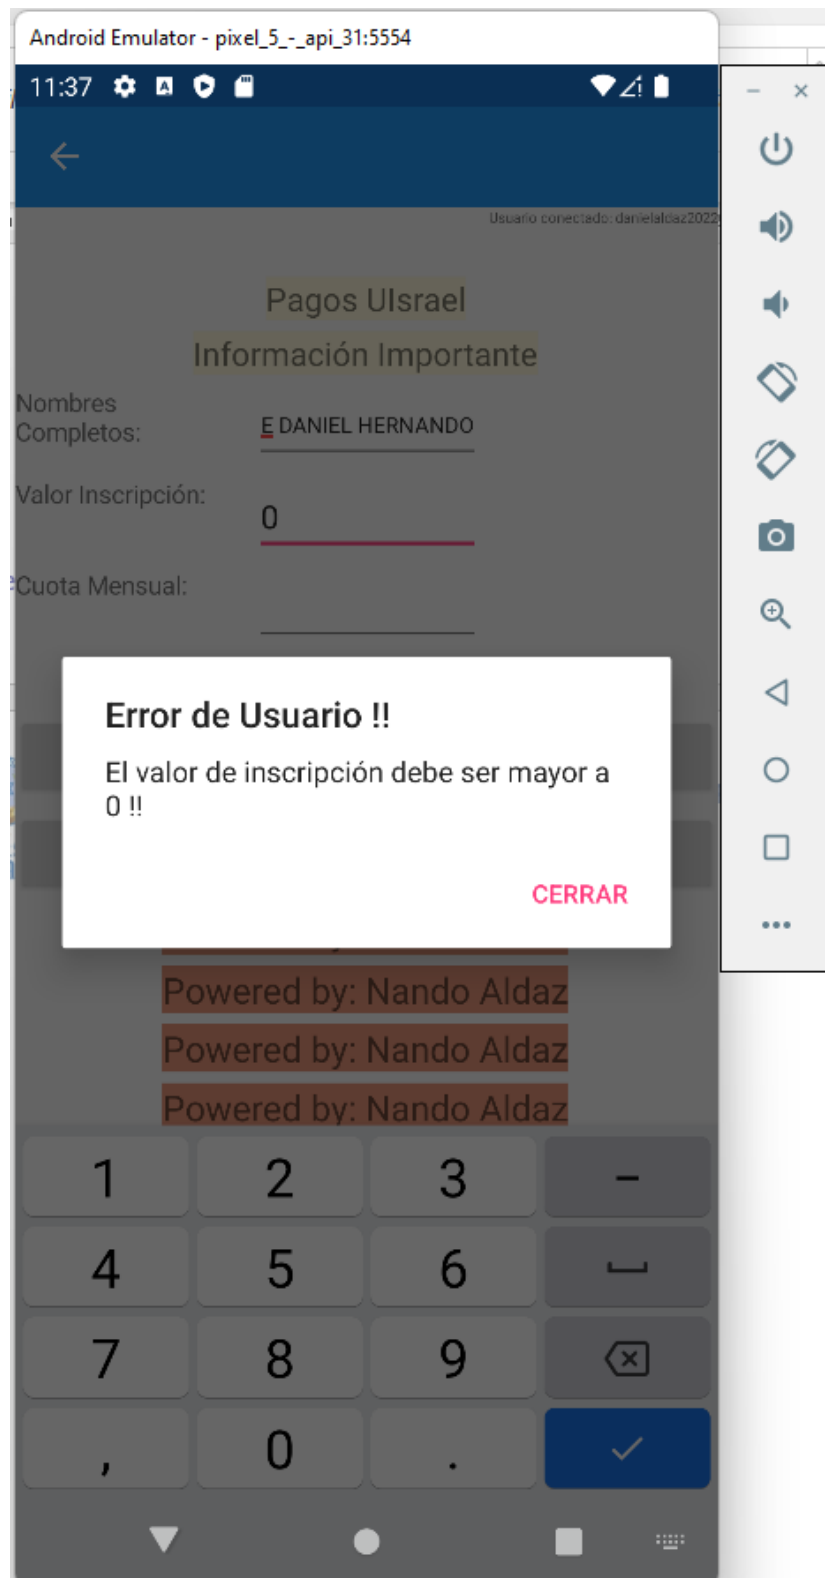 Android Emulator - pixel_5_-_api_31:5554
11:37
Usuario conectado: danielaldaz2022
Pagos UIsrael
Información Importante
Nombres
Completos:
E DANIEL HERNANDO
Valor Inscripción:
0
Cuota Mensual:
Error de Usuario !!
El valor de inscripción debe ser mayor a
0 !!
CERRAR
Powered by: Nando Aldaz
Powered by: Nando Aldaz
Powered by: Nando Aldaz
1 2 3 -
4 5 6
7 8 9
, 0 .